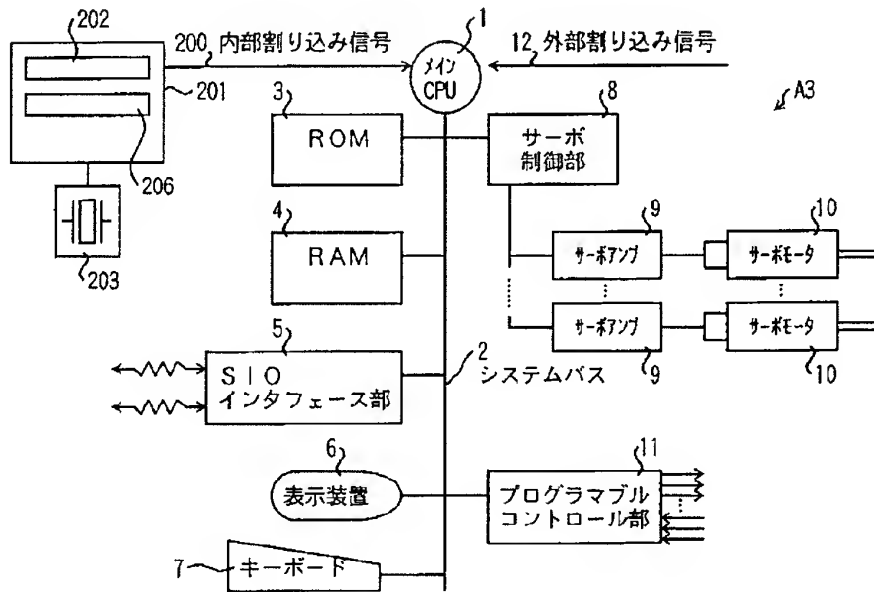 202
200 内部割り込み信号
1
メイン
CPU
12 外部割り込み信号
201
A3
206
203
3
ROM
8
サーボ
制御部
4
RAM
9
サーボアンプ
10
サーボモータ
サーボアンプ
9
サーボモータ
10
5
SIO
インタフェース部
2
システムバス
6
表示装置
11
プログラマブル
コントロール部
7
キーボード